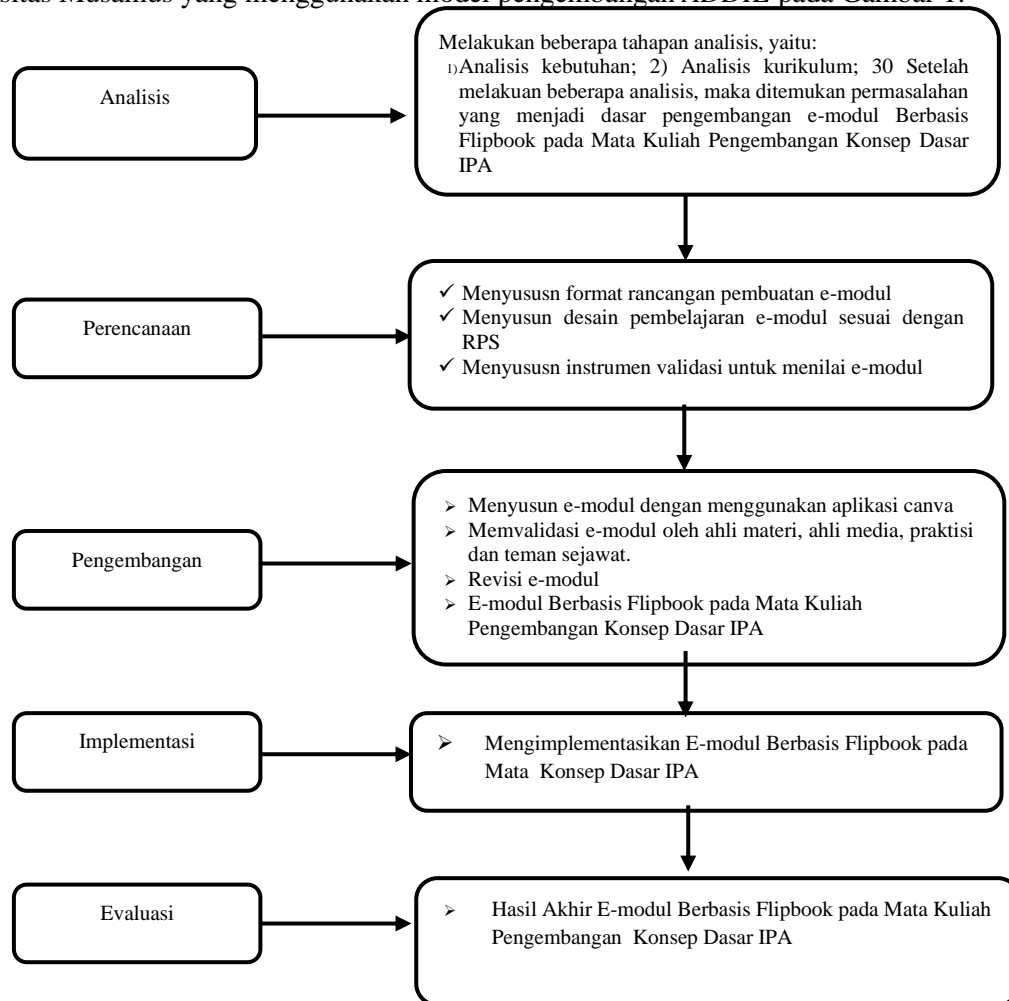 sitas Musamus yang menggunakan model pengembangan ADDIE pada Gambar 1.
Analisis
Melakukan beberapa tahapan analisis, yaitu:
1) Analisis kebutuhan; 2) Analisis kurikulum; 30 Setelah
melakuan beberapa analisis, maka ditemukan permasalahan
yang menjadi dasar pengembangan e-modul Berbasis
Flipbook pada Mata Kuliah Pengembangan Konsep Dasar
IPA
Perencanaan
✓ Menyususn format rancangan pembuatan e-modul
✓ Menyusun desain pembelajaran e-modul sesuai dengan
RPS
✓ Menyususn instrumen validasi untuk menilai e-modul
Pengembangan
➢ Menyusun e-modul dengan menggunakan aplikasi canva
➢ Memvalidasi e-modul oleh ahli materi, ahli media, praktisi
dan teman sejawat.
➢ Revisi e-modul
➢ E-modul Berbasis Flipbook pada Mata Kuliah
Pengembangan Konsep Dasar IPA
Implementasi
➢ Mengimplementasikan E-modul Berbasis Flipbook pada
Mata Konsep Dasar IPA
Evaluasi
➢ Hasil Akhir E-modul Berbasis Flipbook pada Mata Kuliah
Pengembangan Konsep Dasar IPA